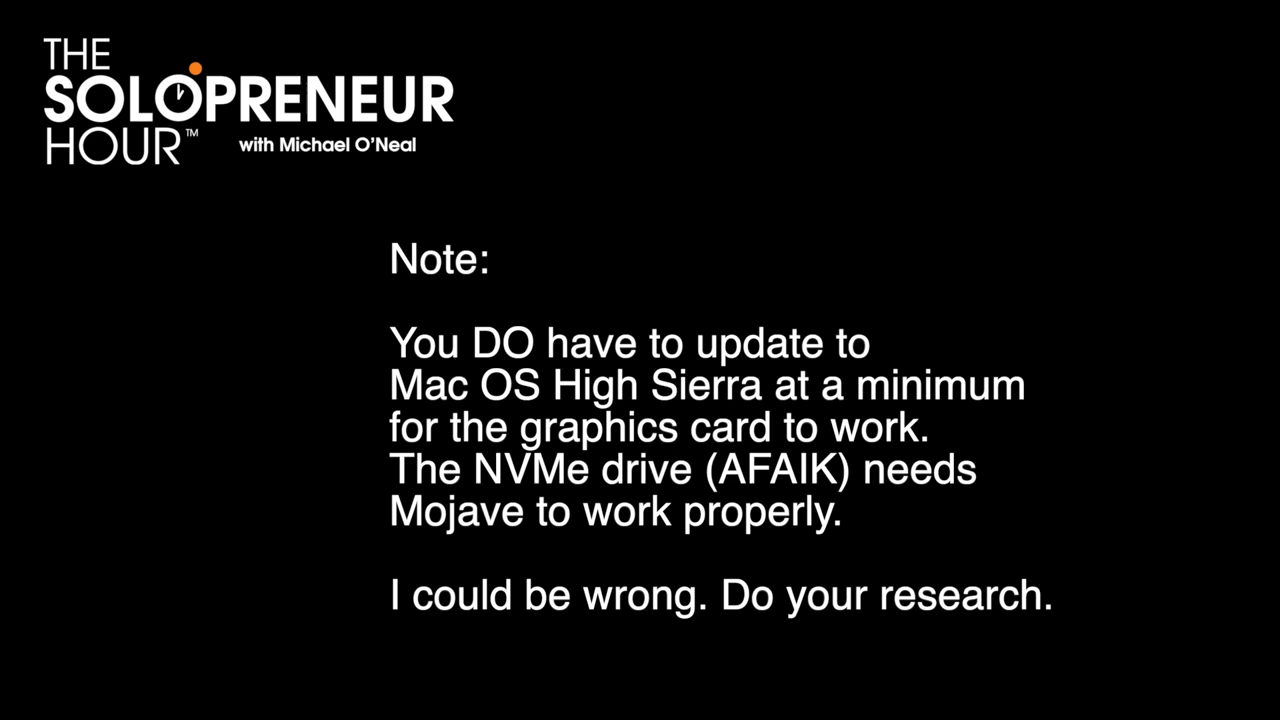 THE
SOLOPRENEUR
HOUR™
with Michael O'Neal
Note:
You DO have to update to
Mac OS High Sierra at a minimum
for the graphics card to work.
The NVMe drive (AFAIK) needs
Mojave to work properly.
I could be wrong. Do your research.